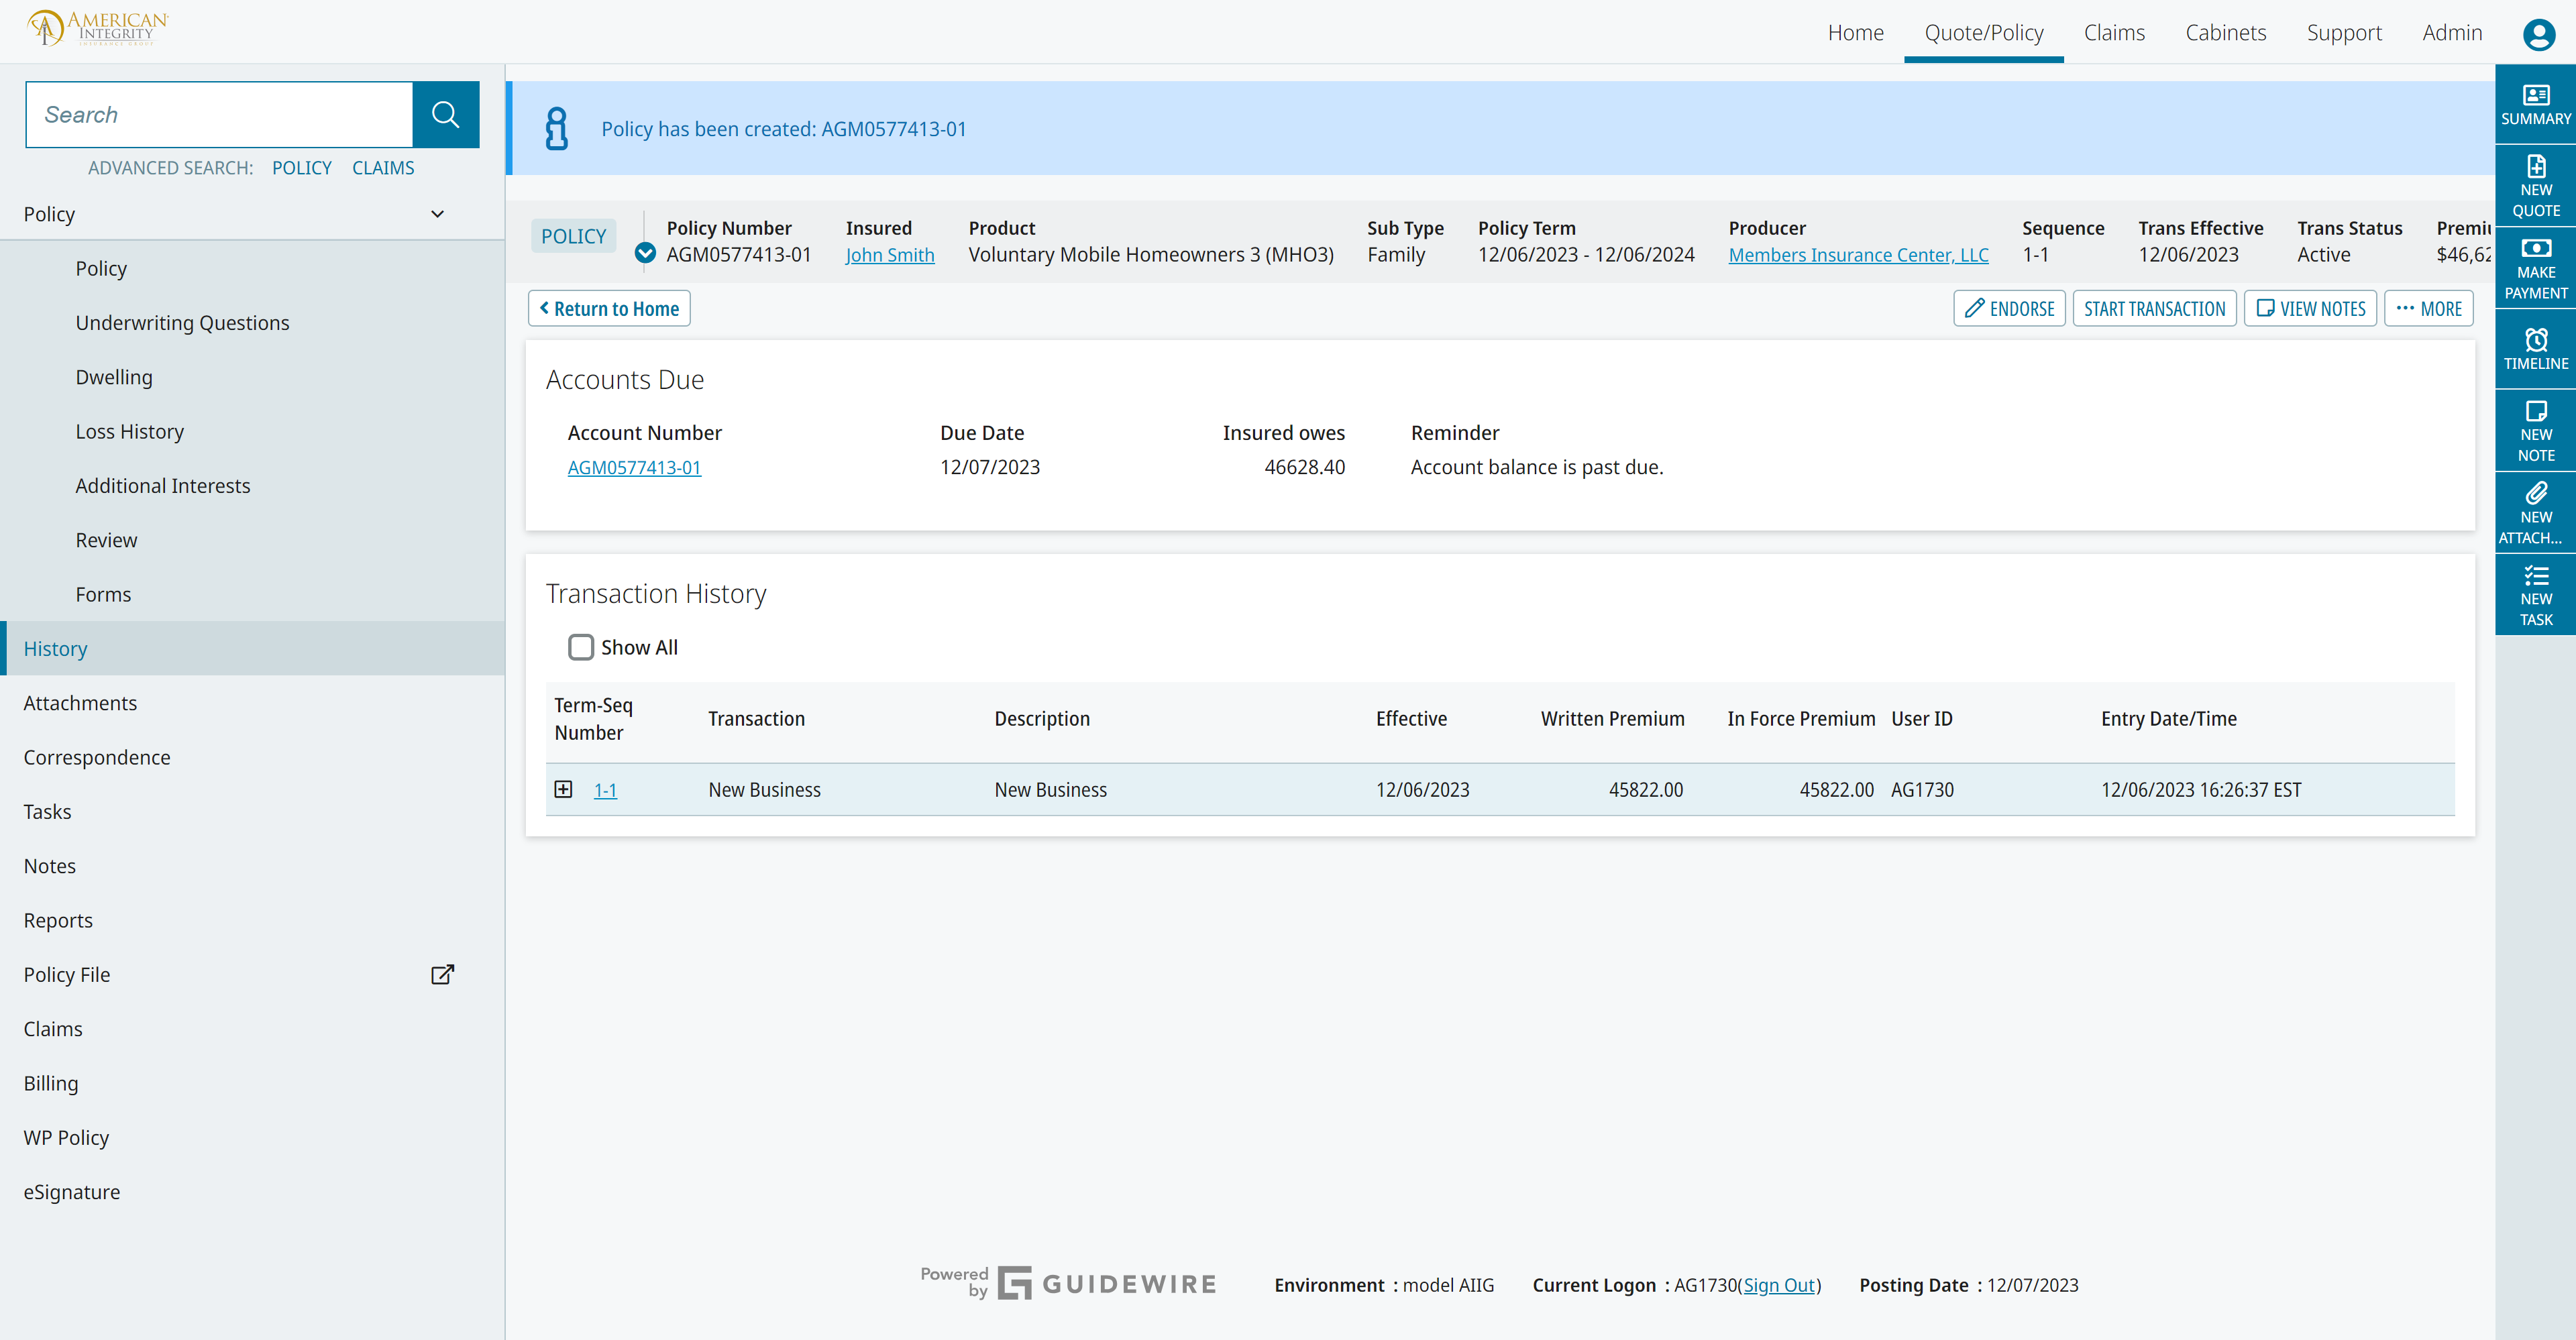 AMERICAN
INTEGRITY
INSURANCE GROUP
Home Quote/Policy Claims Cabinets Support Admin
Search
ADVANCED SEARCH: POLICY CLAIMS
Policy
Policy
Underwriting Questions
Dwelling
Loss History
Additional Interests
Review
Forms
History
Attachments
Correspondence
Tasks
Notes
Reports
Policy File
Claims
Billing
WP Policy
eSignature
Policy has been created: AGM0577413-01
POLICY
Policy Number Insured Product Sub Type Policy Term Producer Sequence Trans Effective Trans Status Premiu
AGM0577413-01 John Smith Voluntary Mobile Homeowners 3 (MHO3) Family 12/06/2023 - 12/06/2024 Members Insurance Center, LLC 1-1 12/06/2023 Active $46,62
Return to Home ENDORSE START TRANSACTION VIEW NOTES ··· MORE
Accounts Due
Account Number Due Date Insured owes Reminder
AGM0577413-01 12/07/2023 46628.40 Account balance is past due.
Transaction History
Show All
Term-Seq
Number Transaction Description Effective Written Premium In Force Premium User ID Entry Date/Time
1-1 New Business New Business 12/06/2023 45822.00 45822.00 AG1730 12/06/2023 16:26:37 EST
SUMMARY
NEW
QUOTE
MAKE
PAYMENT
TIMELINE
NEW
NOTE
NEW
ATTACH...
NEW
TASK
Powered
by GUIDEWIRE
Environment : model AIIG Current Logon : AG1730(Sign Out) Posting Date : 12/07/2023